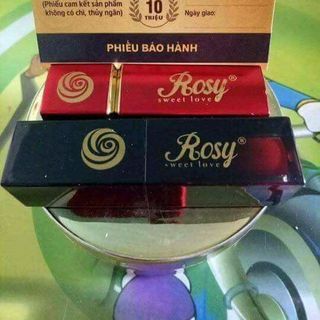 (Phiếu cam kết sản phẩm
không có chì, thủy ngân)
10
TRIỆU
Ngày giao:
PHIẾU BẢO HÀNH
Rosy®
sweet love
Rosy®
sweet love